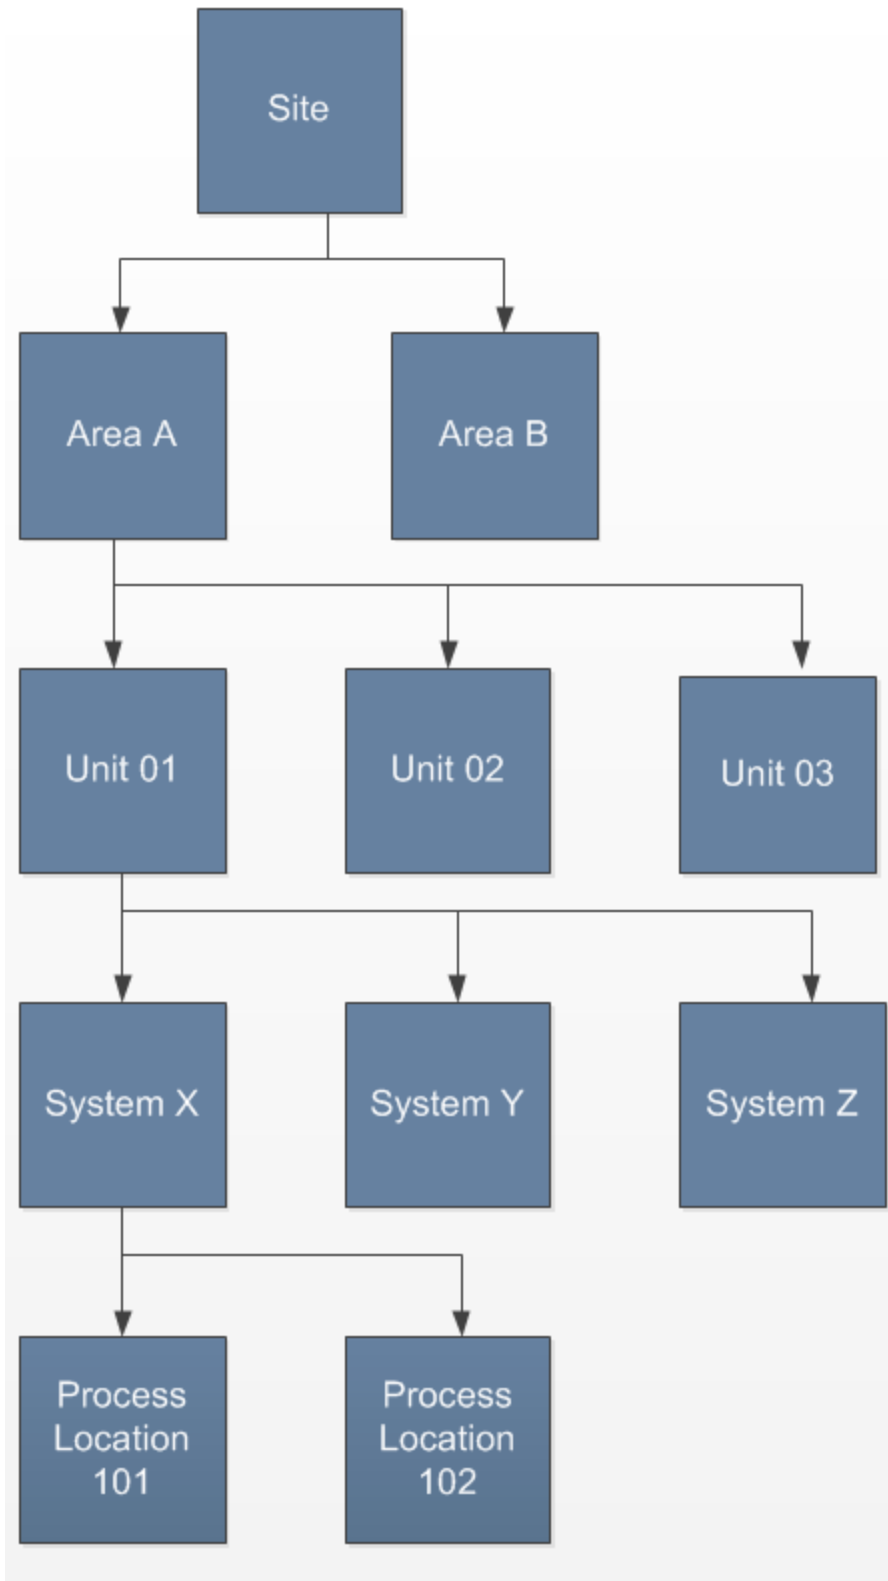 Site
Area A
Area B
Unit 01
Unit 02
Unit 03
System X
System Y
System Z
Process
Location
101
Process
Location
102